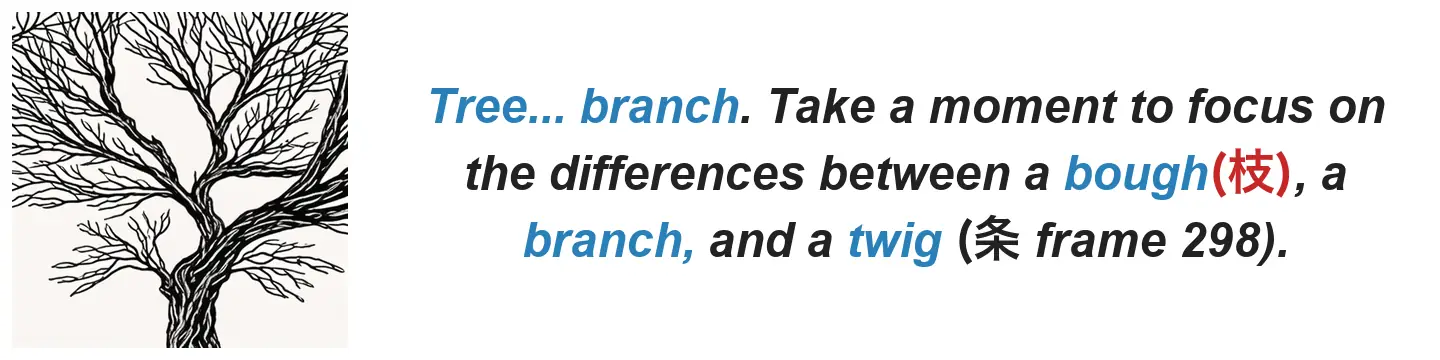 Tree... branch. Take a moment to focus on
the differences between a bough(枝), a
branch, and a twig (条 frame 298).